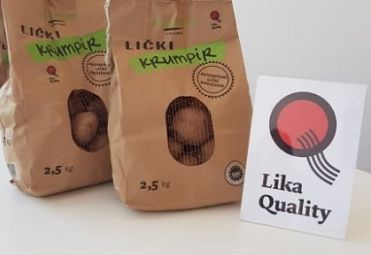 LIČKI
KRUMPIR
2,5 kg
LIČKI
KRUMPIR
2,5 kg
Lika
Quality